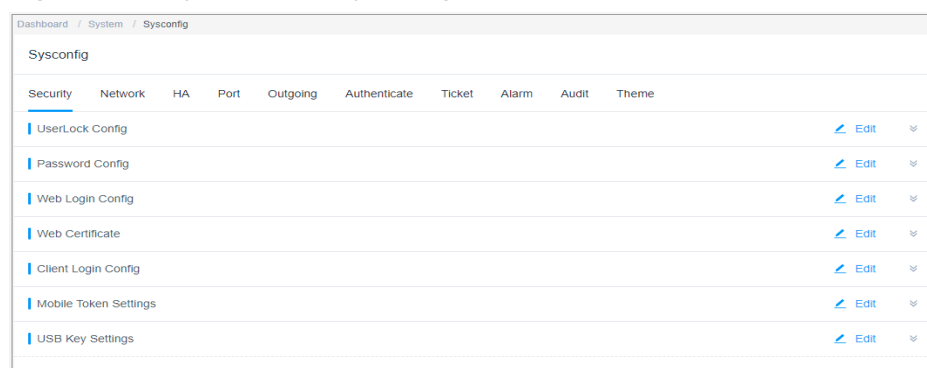 Dashboard / System / Sysconfig
Sysconfig
Security Network HA Port Outgoing Authenticate Ticket Alarm Audit Theme
UserLock Config Edit
Password Config Edit
Web Login Config Edit
Web Certificate Edit
Client Login Config Edit
Mobile Token Settings Edit
USB Key Settings Edit